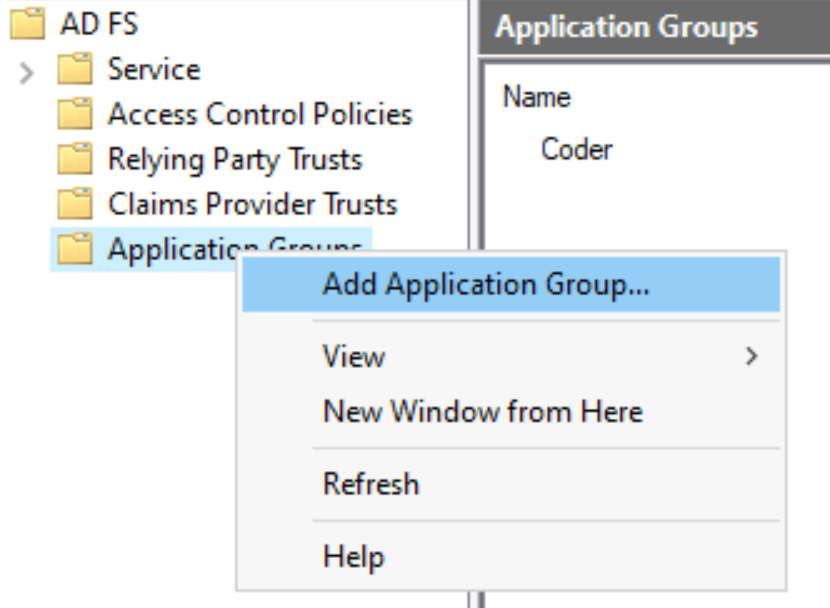 AD FS
Service
Access Control Policies
Relying Party Trusts
Claims Provider Trusts
Application Groups
Application Groups
Name
Coder
Add Application Group...
View
New Window from Here
Refresh
Help